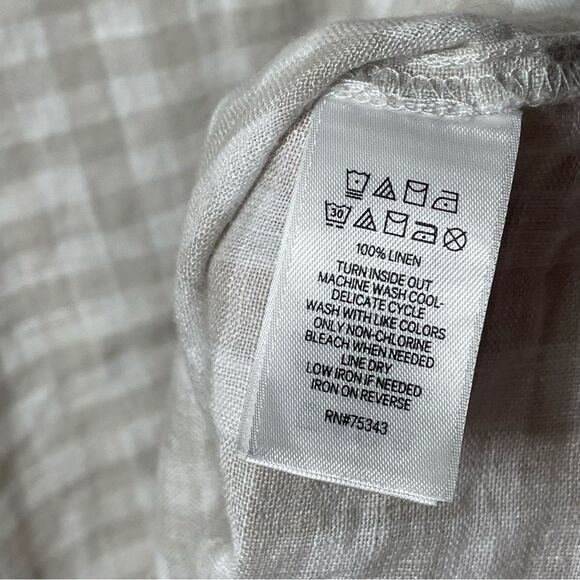 30
100% LINEN
TURN INSIDE OUT
MACHINE WASH COOL-
DELICATE CYCLE
WASH WITH LIKE COLORS
ONLY NON-CHLORINE
BLEACH WHEN NEEDED
LINE DRY
LOW IRON IF NEEDED
IRON ON REVERSE
RN#75343